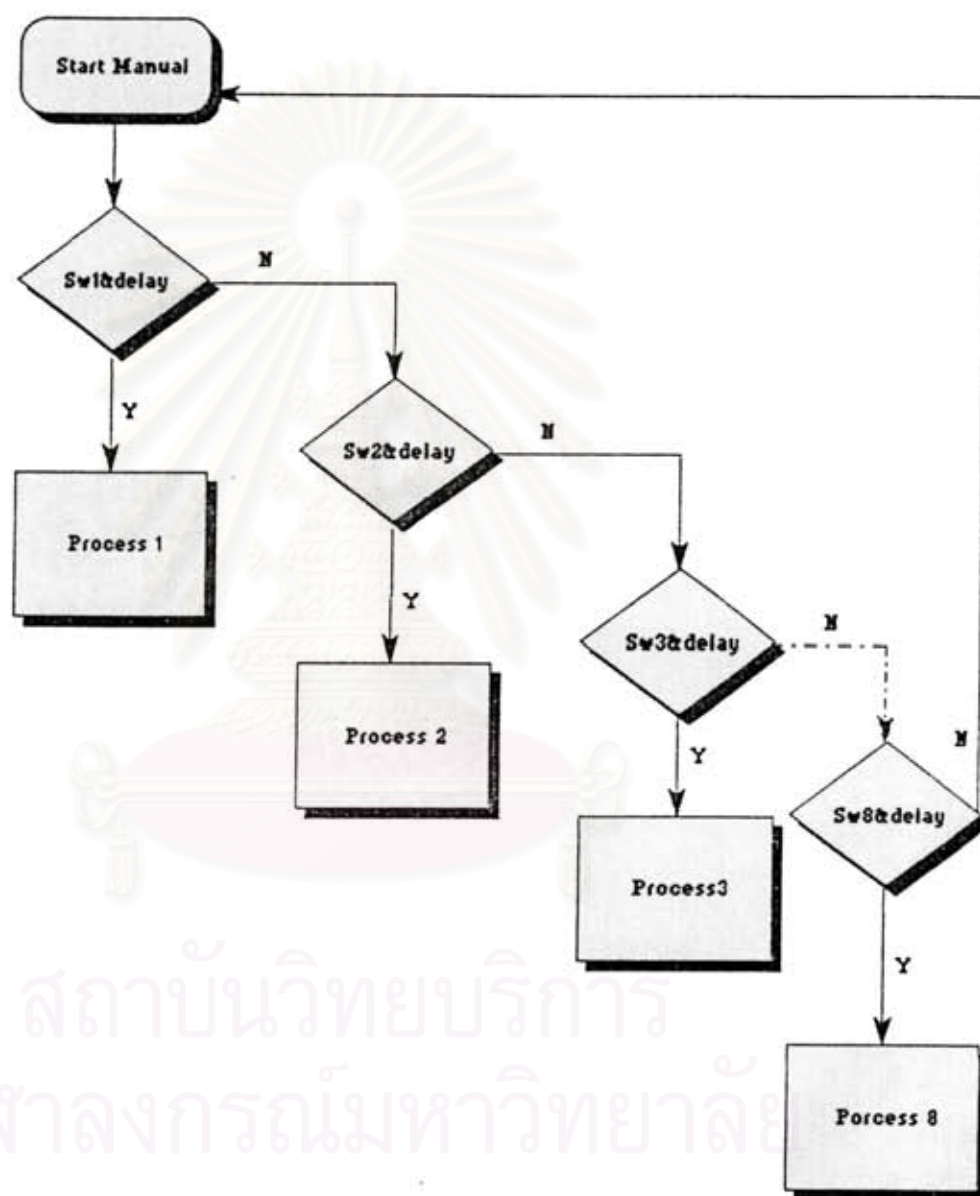 Start Manual
Sw1&delay
N
Y
Process 1
Sw2&delay
N
Y
Process 2
Sw3&delay
N
Y
Process3
Sw8&delay
N
Y
Porcess 8
สถาบันวิทยบริการ
ฬาลงกรณ์มหาวิทยาลัย